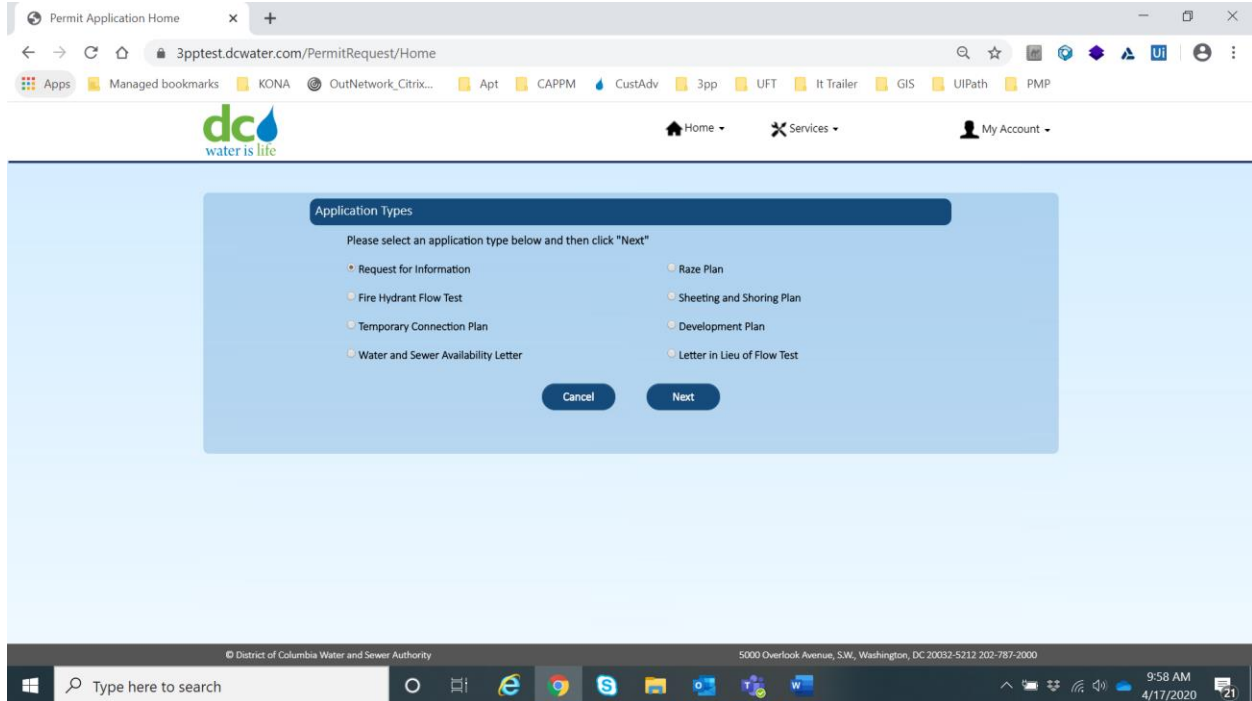 Permit Application Home
3pptest.dcwater.com/PermitRequest/Home
Apps Managed bookmarks KONA OutNetwork_Citrix... Apt CAPPM CustAdv 3pp UFT It Trailer GIS UIPath PMP
Ui
dc
water is life
Home Services My Account
Application Types
Please select an application type below and then click "Next"
Request for Information Raze Plan
Fire Hydrant Flow Test Sheeting and Shoring Plan
Temporary Connection Plan Development Plan
Water and Sewer Availability Letter Letter in Lieu of Flow Test
Cancel Next
© District of Columbia Water and Sewer Authority 5000 Overlook Avenue, S.W., Washington, DC 20032-5212 202-787-2000
Type here to search
9:58 AM
4/17/2020
21